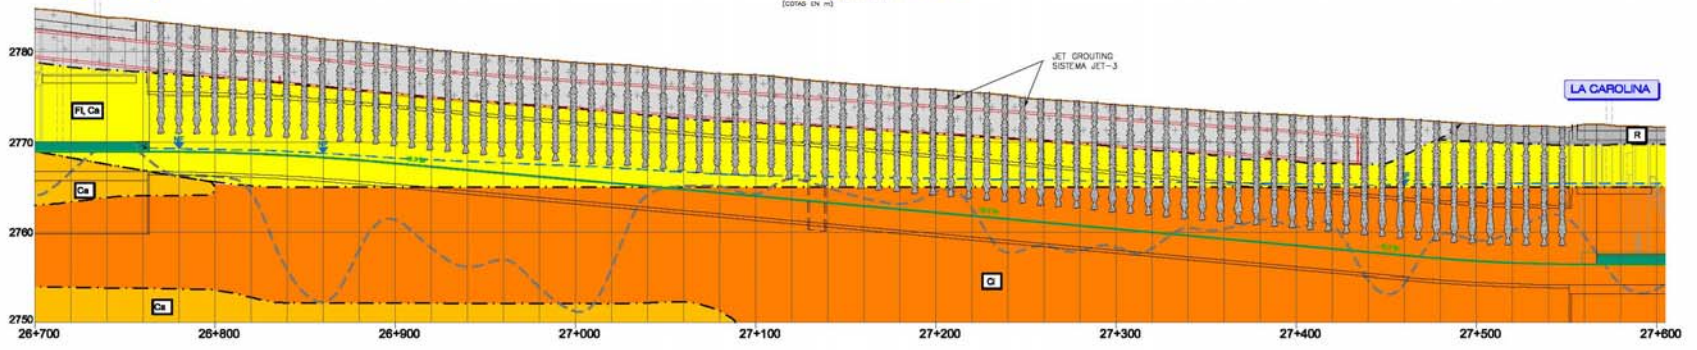 (COTAS EN m)
JET GROUTING
SISTEMA JET-3
2780
LA CAROLINA
Fl, Ca
R
2770
Ca
2760
Cl
Ca
2750
26+700
26+800
26+900
27+000
27+100
27+200
27+300
27+400
27+500
27+600